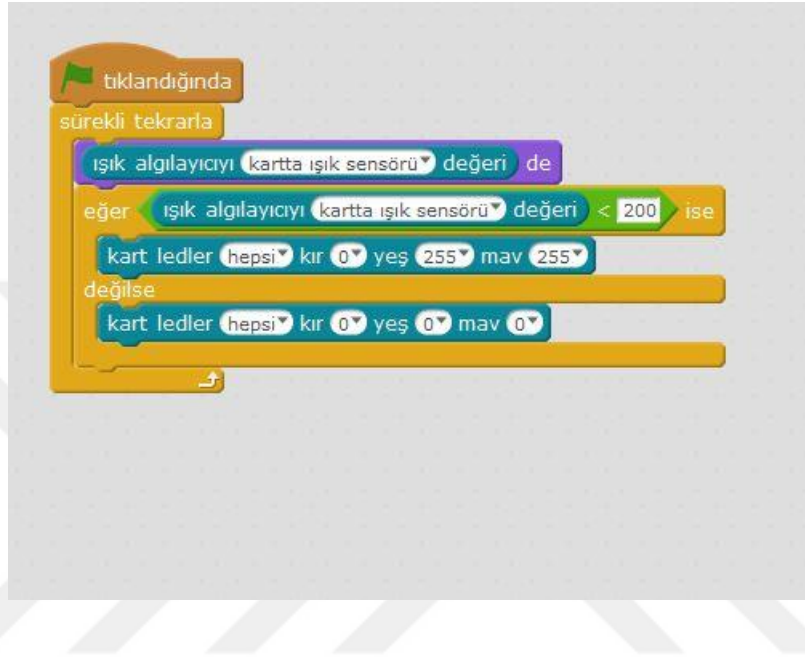 tıklandığında
sürekli tekrarla
ışık algılayıcıyı kartta ışık sensörü değeri de
eğer ışık algılayıcıyı kartta ışık sensörü değeri < 200 ise
kart ledler hepsi kır 0 yeş 255 mav 255
değilse
kart ledler hepsi kır 0 yeş 0 mav 0